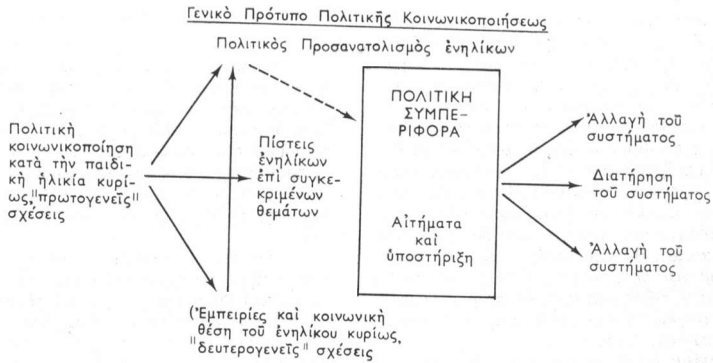 Γενικὸ Πρότυπο Πολιτικῆς Κοινωνικοποιήσεως
Πολιτικὸς Προσανατολισμὸς ἐνηλίκων
Πολιτικὴ
κοινωνικοποίηση
κατὰ τὴν παιδι-
κὴ ἡλικία κυρί-
ως,"πρωτογενεῖς"
σχέσεις
Πίστεις
ἐνηλίκων
ἐπὶ συγκε-
κριμένων
θεμάτων
(Ἐμπειρίες καὶ κοινωνικὴ
θέση τοῦ ἐνηλίκου κυρίως,
"δευτερογενεῖς" σχέσεις
ΠΟΛΙΤΙΚΗ
ΣΥΜΠΕ-
ΡΙΦΟΡΑ
Αἰτήματα
καὶ
ὑποστήριξη
Ἀλλαγὴ τοῦ
συστήματος
Διατήρηση
τοῦ συστήματος
Ἀλλαγὴ τοῦ
συστήματος